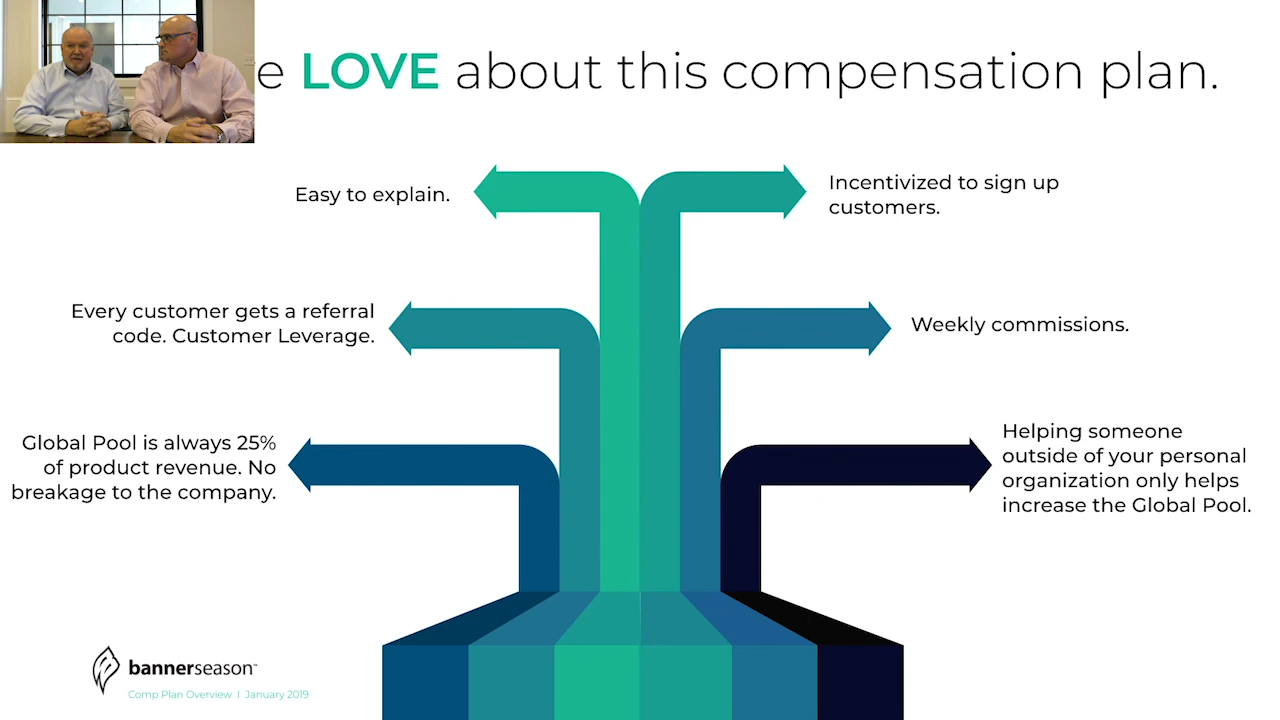 e LOVE about this compensation plan.
Easy to explain.
Incentivized to sign up
customers.
Every customer gets a referral
code. Customer Leverage.
Weekly commissions.
Global Pool is always 25%
of product revenue. No
breakage to the company.
Helping someone
outside of your personal
organization only helps
increase the Global Pool.
bannerseason™
Comp Plan Overview I January 2019